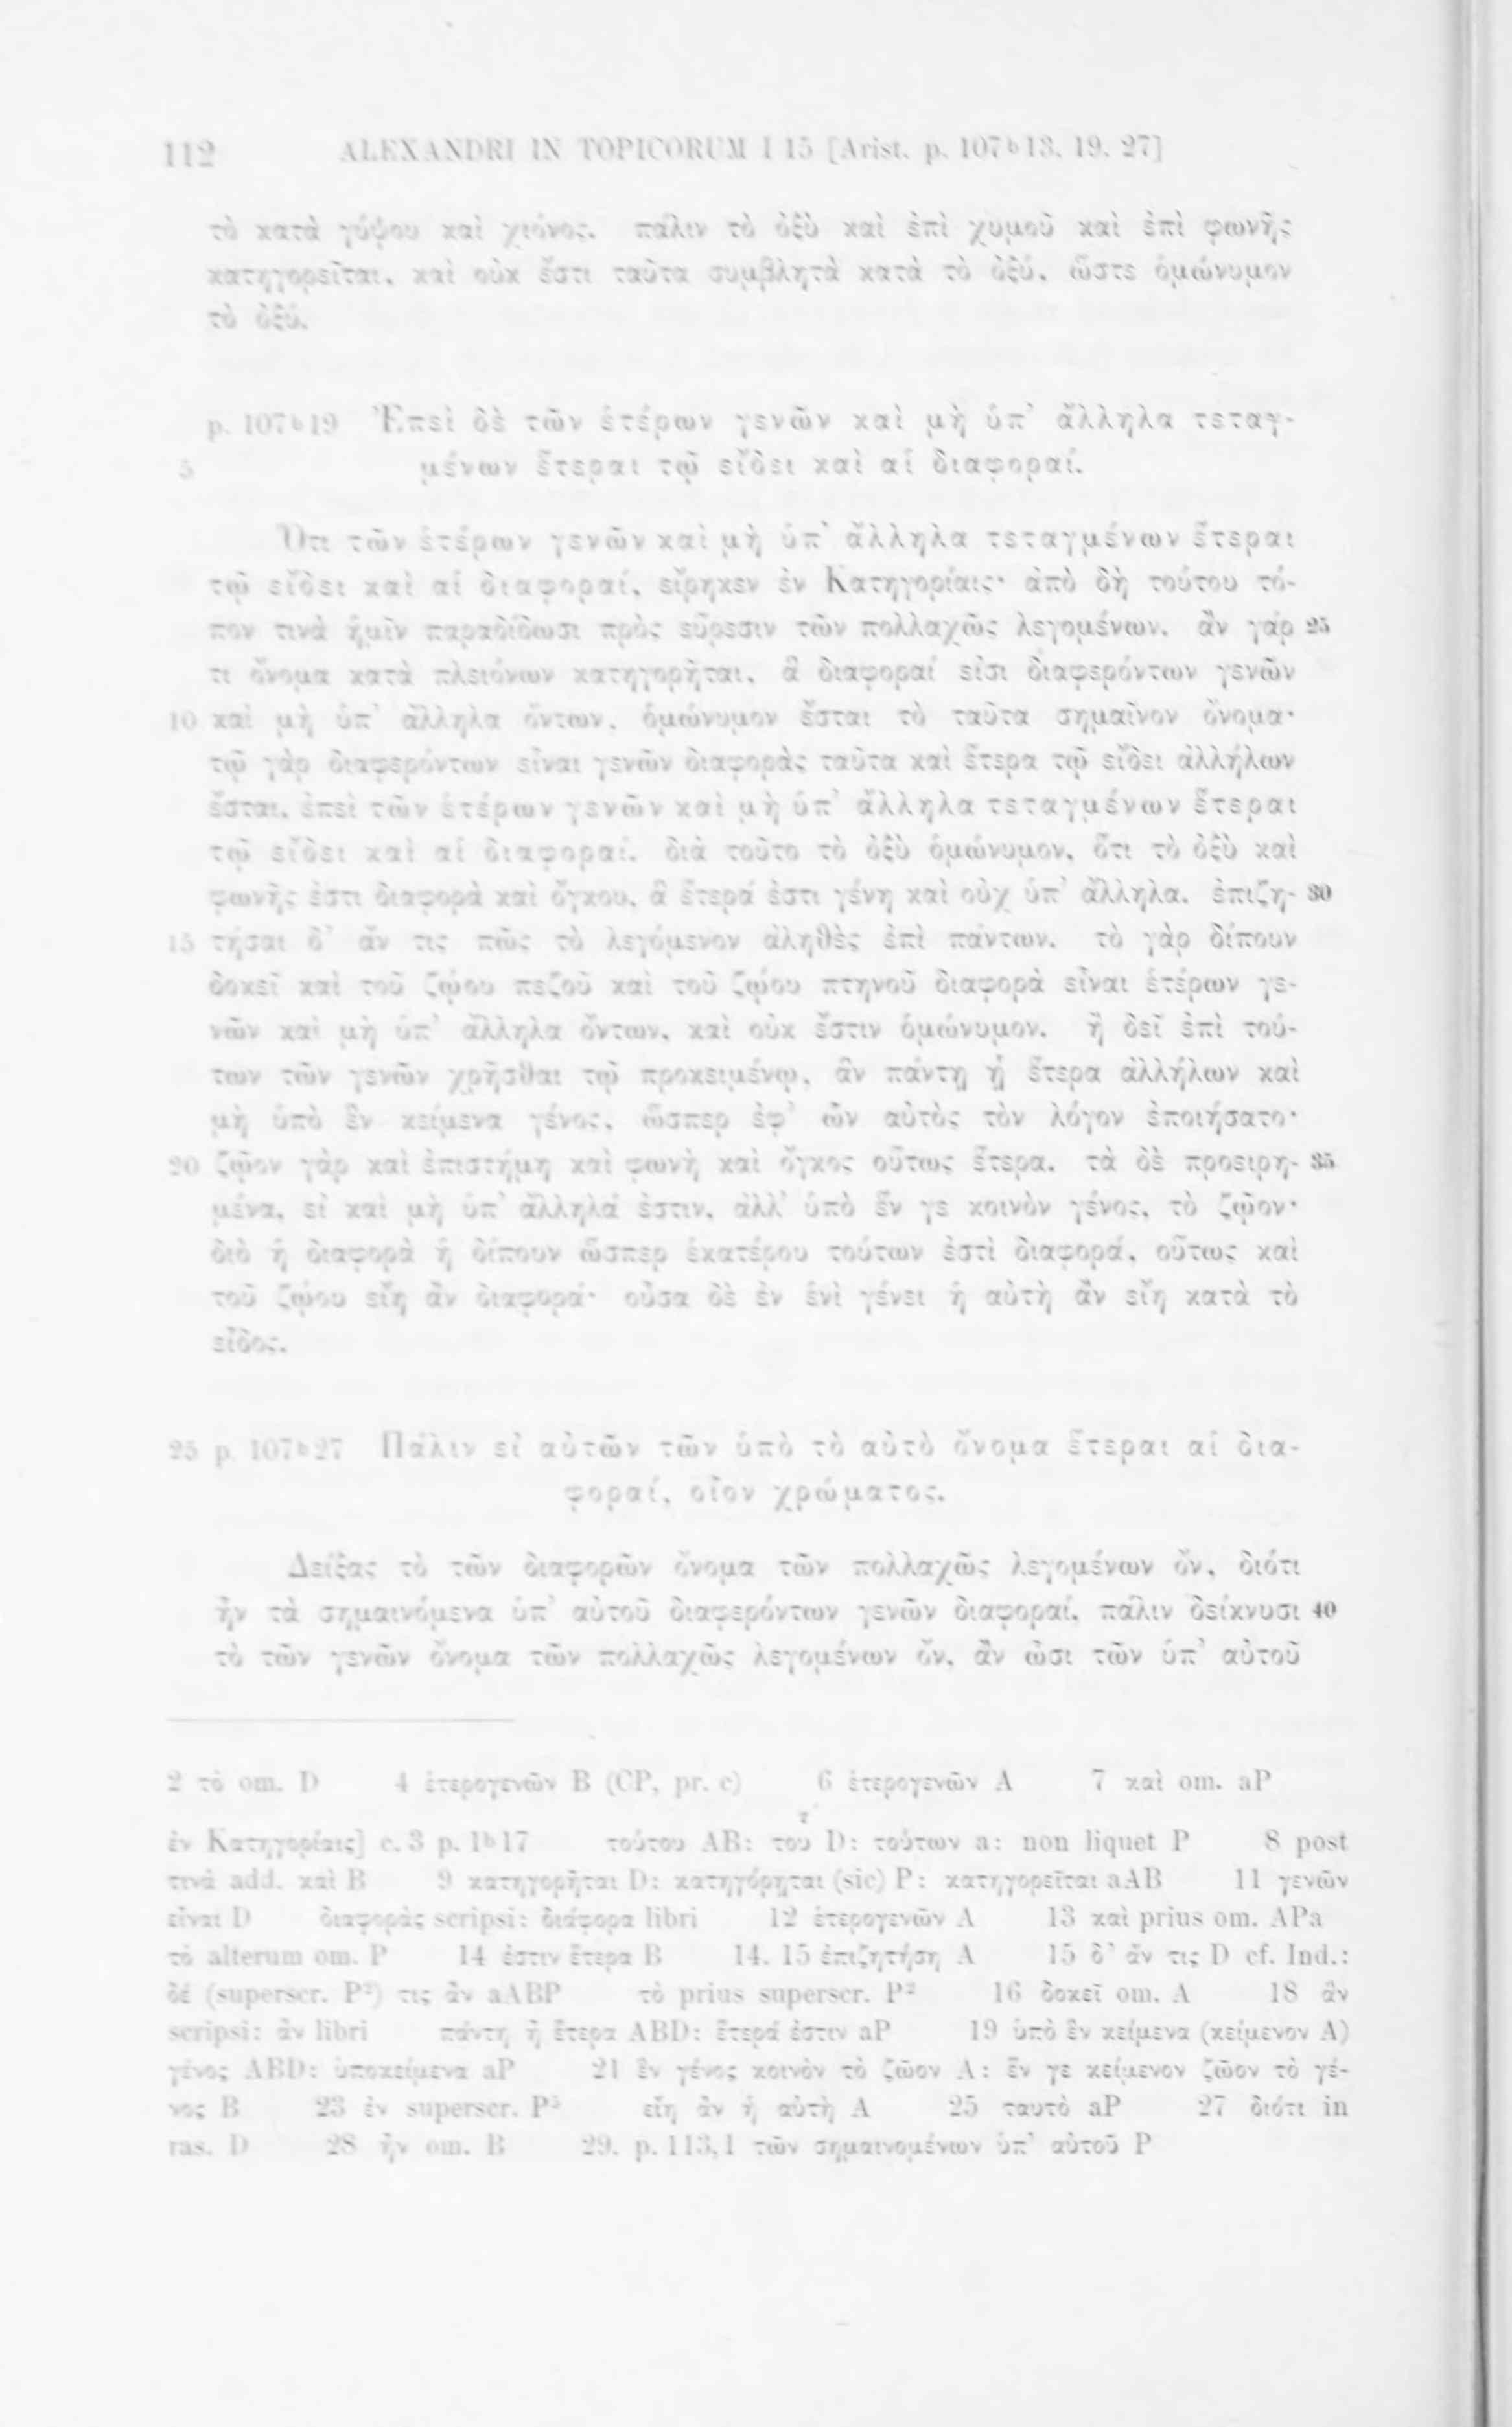 112 ALEXANDRI IN TOPICORUM I 15 [Arist. p. 107b13. 19. 27]
τὸ κατὰ γύψου καὶ χιόνος. πάλιν τὸ ὀξὺ καὶ ἐπὶ χυμοῦ καὶ ἐπὶ φωνῆς
κατηγορεῖται, καὶ οὐκ ἔστι ταῦτα συμβλητὰ κατὰ τὸ ὀξύ. ὥστε ὁμώνυμον
τὸ ὀξύ.
p. 107b19 Ἐπεὶ δὲ τῶν ἑτέρων γενῶν καὶ μὴ ὑπ’ ἄλληλα τεταγ-
5 μένων ἕτεραι τῷ εἴδει καὶ αἱ διαφοραί.
Ὅτι τῶν ἑτέρων γενῶν καὶ μὴ ὑπ’ ἄλληλα τεταγμένων ἕτεραι
τῷ εἴδει καὶ αἱ διαφοραί, εἴρηκεν ἐν Κατηγορίαις· ἀπὸ δὴ τούτου τό-
πον τινὰ ἡμῖν παραδίδωσι πρὸς εὕρεσιν τῶν πολλαχῶς λεγομένων. ἂν γάρ 25
τι ὄνομα κατὰ πλειόνων κατηγορῆται, ἃ διαφοραί εἰσι διαφερόντων γενῶν
10 καὶ μὴ ὑπ’ ἄλληλα ὄντων, ὁμώνυμον ἔσται τὸ ταῦτα σημαῖνον ὄνομα·
τῷ γὰρ διαφερόντων εἶναι γενῶν διαφορὰς ταῦτα καὶ ἕτερα τῷ εἴδει ἀλλήλων
ἔσται, ἐπεὶ τῶν ἑτέρων γενῶν καὶ μὴ ὑπ’ ἄλληλα τεταγμένων ἕτεραι
τῷ εἴδει καὶ αἱ διαφοραί. διὰ τοῦτο τὸ ὀξὺ ὁμώνυμον, ὅτι τὸ ὀξὺ καὶ
φωνῆς ἐστι διαφορὰ καὶ ὄγκου, ἃ ἕτερά ἐστι γένη καὶ οὐχ ὑπ’ ἄλληλα. ἐπιζη- 30
15 τήσαι δ’ ἄν τις πῶς τὸ λεγόμενον ἀληθὲς ἐπὶ πάντων. τὸ γὰρ δίπουν
δοκεῖ καὶ τοῦ ζῴου πεζοῦ καὶ τοῦ ζῴου πτηνοῦ διαφορὰ εἶναι ἑτέρων γε-
νῶν καὶ μὴ ὑπ’ ἄλληλα ὄντων, καὶ οὐκ ἔστιν ὁμώνυμον. ἢ δεῖ ἐπὶ τού-
των τῶν γενῶν χρῆσθαι τῷ προκειμένῳ, ἂν πάντῃ ᾖ ἕτερα ἀλλήλων καὶ
μὴ ὑπὸ ἓν κείμενα γένος, ὥσπερ ἐφ’ ὧν αὐτὸς τὸν λόγον ἐποιήσατο·
20 ζῷον γὰρ καὶ ἐπιστήμη καὶ φωνὴ καὶ ὄγκος οὕτως ἕτερα. τὰ δὲ προειρη- 35
μένα, εἰ καὶ μὴ ὑπ’ ἄλληλά ἐστιν, ἀλλ’ ὑπὸ ἕν γε κοινὸν γένος, τὸ ζῷον·
διὸ ἡ διαφορὰ ἡ δίπουν ὥσπερ ἑκατέρου τούτων ἐστὶ διαφορά, οὕτως καὶ
τοῦ ζῴου εἴη ἂν διαφορά· οὖσα δὲ ἐν ἑνὶ γένει ἡ αὐτὴ ἂν εἴη κατὰ τὸ
εἶδος.
25 p. 107b27 Πάλιν εἰ αὐτῶν τῶν ὑπὸ τὸ αὐτὸ ὄνομα ἕτεραι αἱ δια-
φοραί, οἷον χρώματος.
Δείξας τὸ τῶν διαφορῶν ὄνομα τῶν πολλαχῶς λεγομένων ὄν, διότι
ἦν τὰ σημαινόμενα ὑπ’ αὐτοῦ διαφερόντων γενῶν διαφοραί, πάλιν δείκνυσι 40
τὸ τῶν γενῶν ὄνομα τῶν πολλαχῶς λεγομένων ὄν, ἂν ὦσι τῶν ὑπ’ αὐτοῦ
2 τὸ om. D 4 ἑτερογενῶν B (CP, pr. c) 6 ἑτερογενῶν A 7 καὶ om. aP
ἐν Κατηγορίαις] c. 3 p. 1b17 τούτου AB: τοῦ D: τούτων a: non liquet P 8 post
τινὰ add. καὶ B 9 κατηγορῆται D: κατηγόρηται (sic) P: κατηγορεῖται aAB 11 γενῶν
εἶναι D διαφορὰς scripsi: διάφορα libri 12 ἑτερογενῶν A 13 καὶ prius om. APa
τὸ alterum om. P 14 ἐστιν ἕτερα B 14. 15 ἐπιζητήση A 15 δ’ ἄν τις D cf. Ind.:
δέ (superscr. P²) τις ἂν aABP τὸ prius superscr. P² 16 δοκεῖ om. A 18 ἂν
scripsi: ἐν libri πάντη ἢ ἕτερα ABD: ἕτερά ἐστιν aP 19 ὑπὸ ἓν κείμενα (κείμενον A)
γένος ABD: ὑποκείμενα aP 21 ἓν γένος κοινὸν τὸ ζῶον A: ἕν γε κείμενον ζῶον τὸ γέ-
νος B 23 ἐν superscr. P³ εἴη ἂν ἡ αὐτὴ A 25 ταυτὸ aP 27 διότι in
ras. D 28 ἦν om. B 29. p. 113,1 τῶν σημαινομένων ὑπ’ αὐτοῦ P